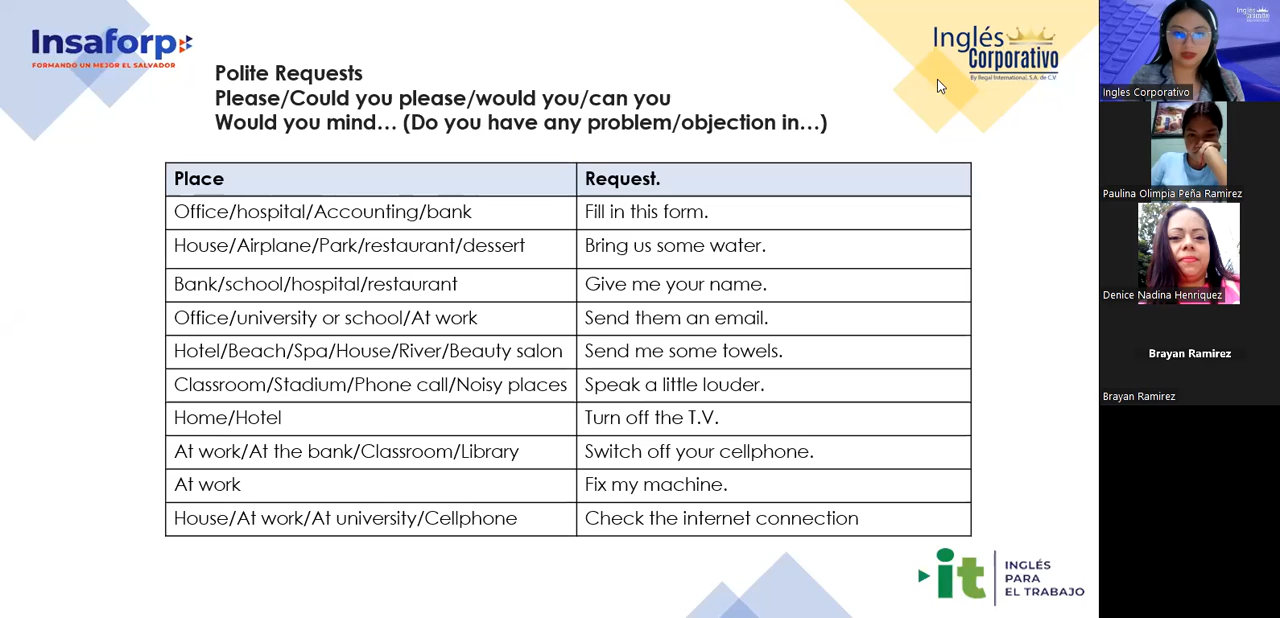 Insaforp
FORMANDO UN MEJOR EL SALVADOR
Inglés
Corporativo
By Regal International, S.A. de C.V
Polite Requests
Please/Could you please/would you/can you
Would you mind… (Do you have any problem/objection in…)
Place Request.
Office/hospital/Accounting/bank Fill in this form.
House/Airplane/Park/restaurant/dessert Bring us some water.
Bank/school/hospital/restaurant Give me your name.
Office/university or school/At work Send them an email.
Hotel/Beach/Spa/House/River/Beauty salon Send me some towels.
Classroom/Stadium/Phone call/Noisy places Speak a little louder.
Home/Hotel Turn off the T.V.
At work/At the bank/Classroom/Library Switch off your cellphone.
At work Fix my machine.
House/At work/At university/Cellphone Check the internet connection
it
INGLÉS
PARA
EL TRABAJO
Ingles Corporativo
Paulina Olimpia Peña Ramirez
Denice Nadina Henriquez
Brayan Ramirez
Brayan Ramirez